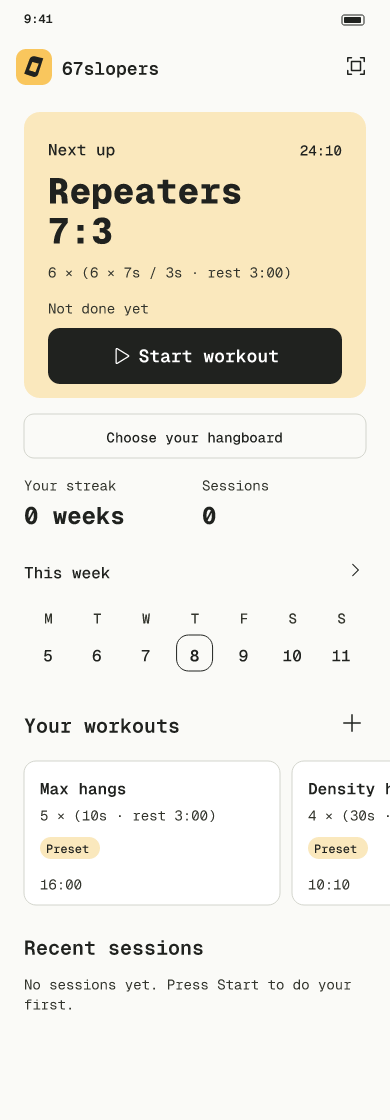 9:41
67slopers
Next up
24:10
Repeaters
7:3
6 × (6 × 7s / 3s · rest 3:00)
Not done yet
Start workout
Choose your hangboard
Your streak
Sessions
0 weeks
0
This week
M T W T F S S
5 6 7 8 9 10 11
Your workouts
Max hangs
5 × (10s · rest 3:00)
Preset
16:00
Density h
4 × (30s ·
Preset
10:10
Recent sessions
No sessions yet. Press Start to do your
first.